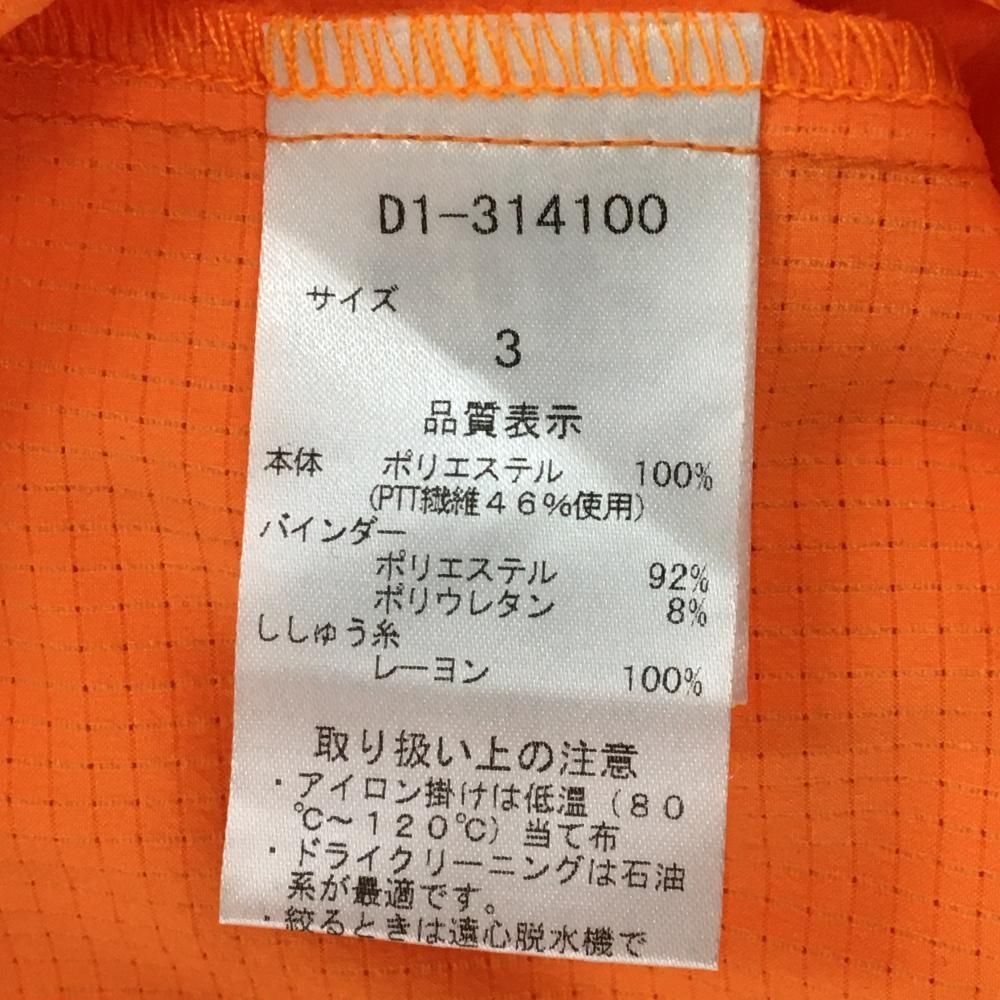 D1-314100
サイズ
3
品質表示
本体 ポリエステル 100%
(PTT繊維46%使用)
バインダー
ポリエステル 92%
ポリウレタン 8%
ししゅう糸
レーヨン 100%
取り扱い上の注意
・アイロン掛けは低温(80
℃～120℃)当て布
・ドライクリーニングは石油
系が最適です。
・絞るときは遠心脱水機で